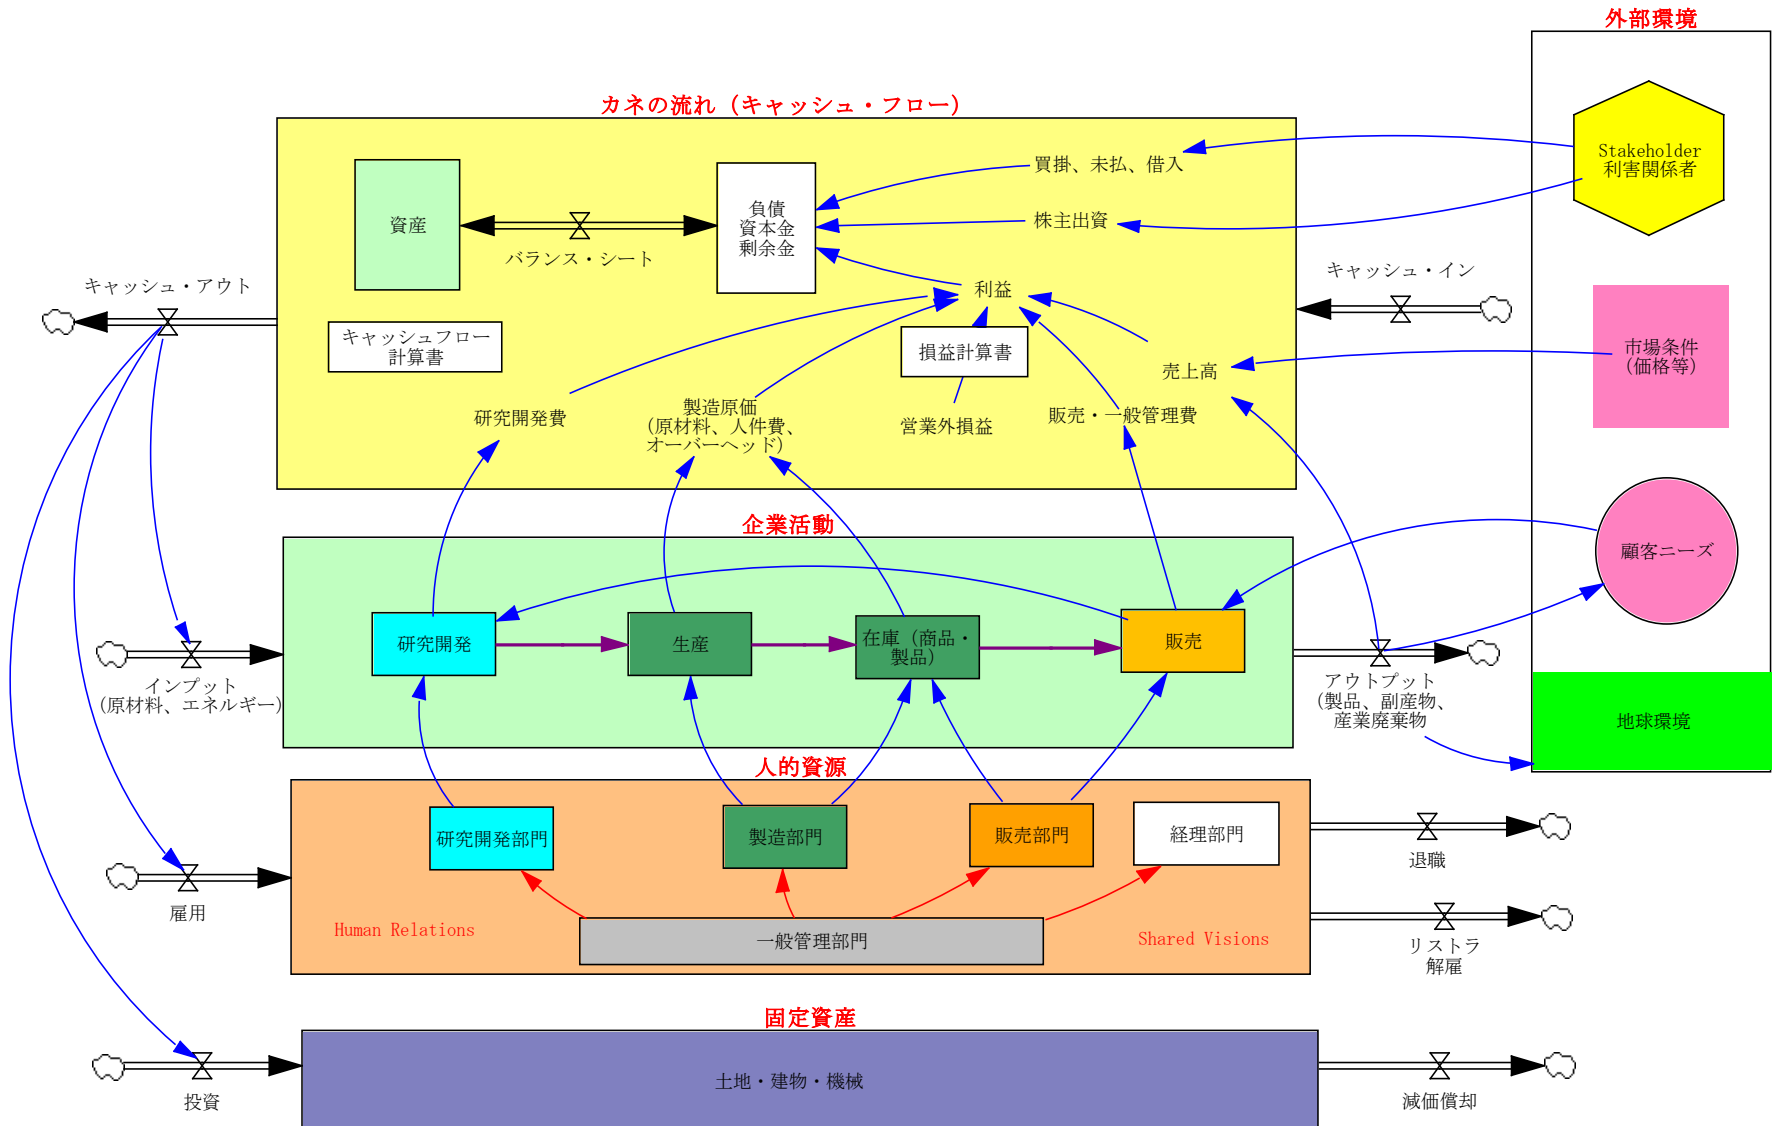 外部環境
カネの流れ（キャッシュ・フロー）
Stakeholder
利害関係者
買掛、未払、借入
資産
負債
資本金
剰余金
株主出資
バランス・シート
キャッシュ・アウト
キャッシュ・イン
利益
キャッシュフロー
計算書
損益計算書
市場条件
（価格等）
売上高
研究開発費
製造原価
（原材料、人件費、
オーバーヘッド）
営業外損益
販売・一般管理費
企業活動
顧客ニーズ
研究開発
生産
在庫（商品・
製品）
販売
インプット
（原材料、エネルギー）
アウトプット
（製品、副産物、
産業廃棄物
地球環境
人的資源
研究開発部門
製造部門
販売部門
経理部門
退職
雇用
Human Relations
一般管理部門
Shared Visions
リストラ
解雇
固定資産
土地・建物・機械
投資
減価償却